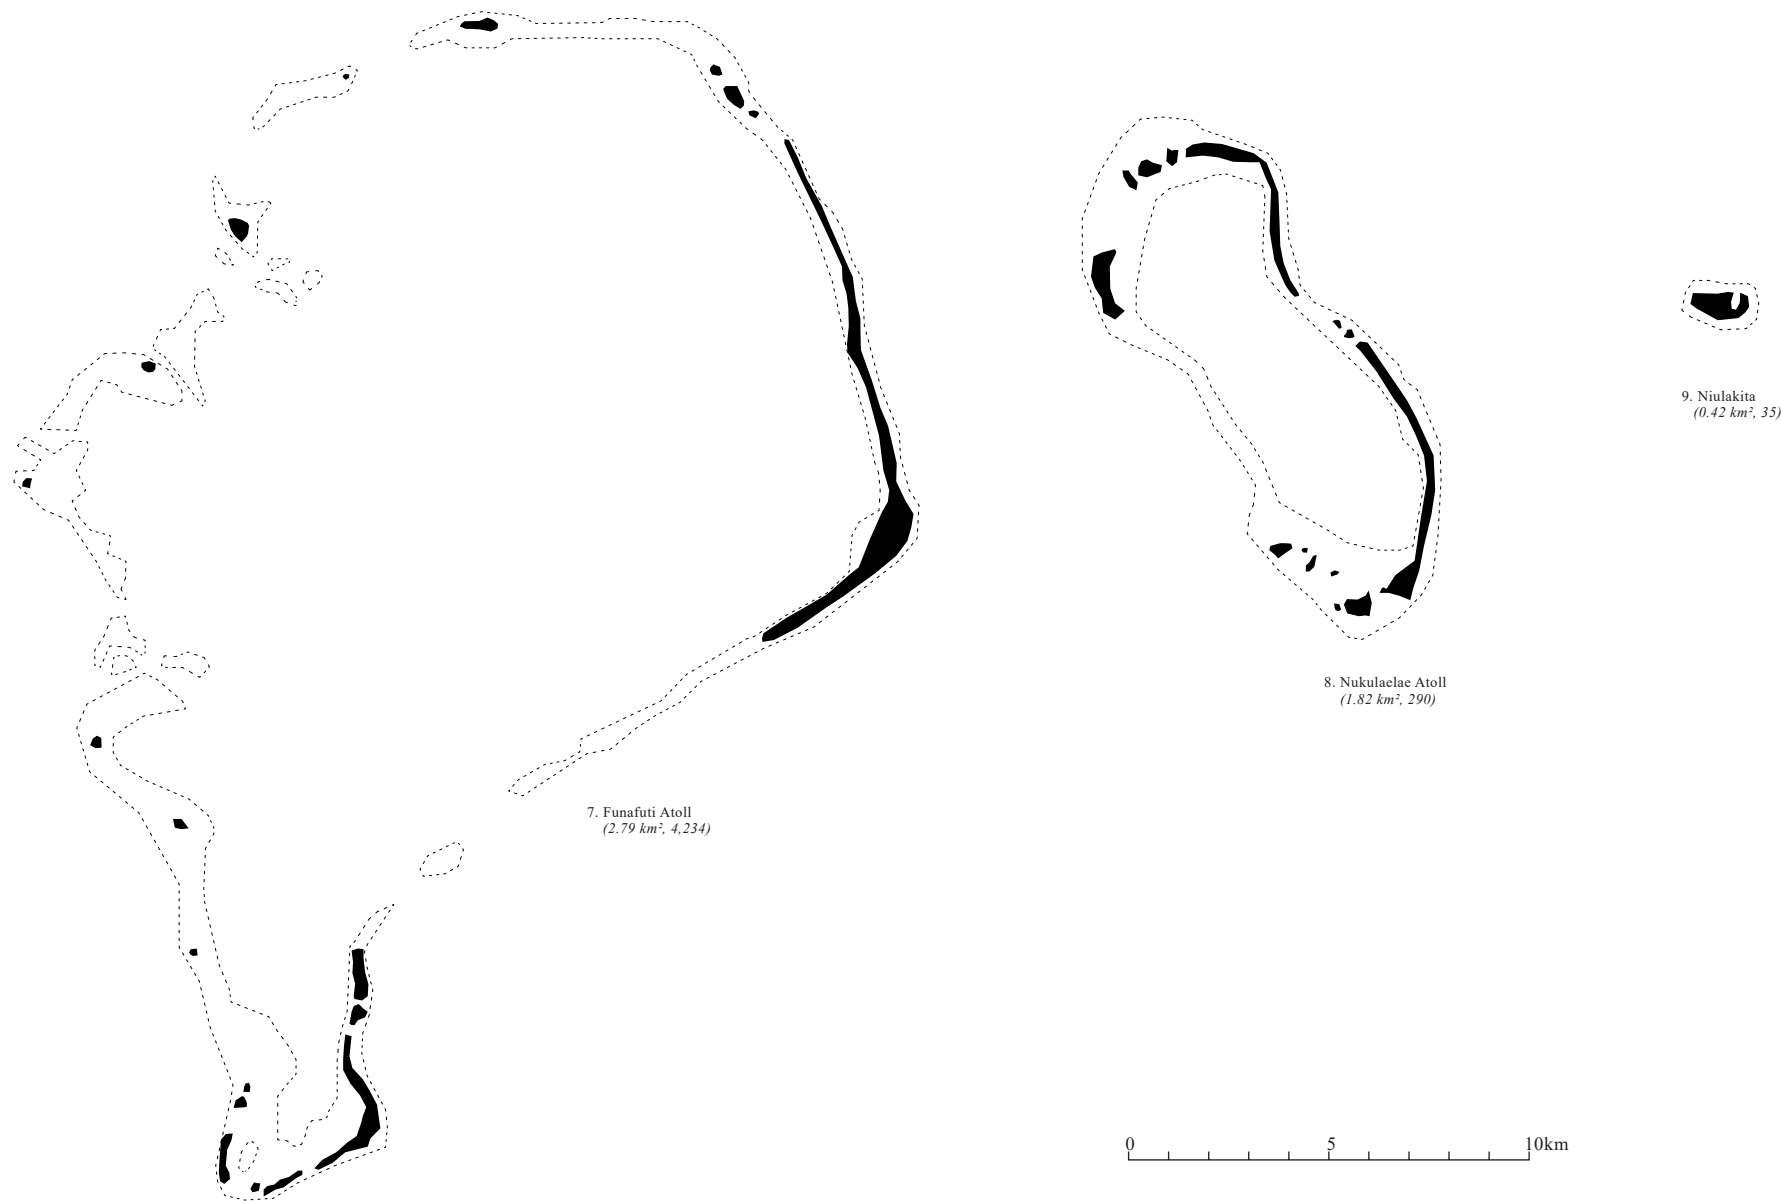 9. Niulakita
(0.42 km², 35)
8. Nukulaelae Atoll
(1.82 km², 290)
7. Funafuti Atoll
(2.79 km², 4,234)
0 5 10km